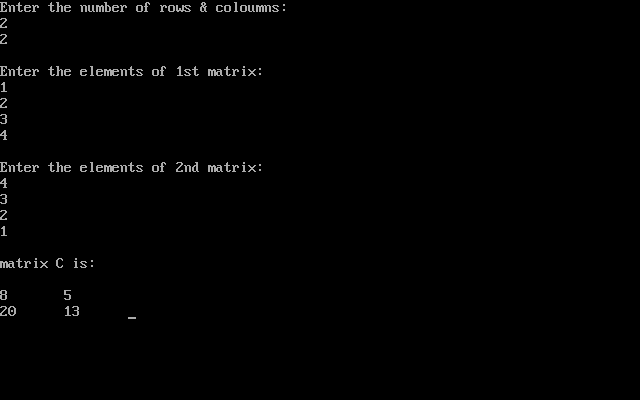 Enter the number of rows & coloumns:
2
2
Enter the elements of 1st matrix:
1
2
3
4
Enter the elements of 2nd matrix:
4
3
2
1
matrix C is:
8 5
20 13 _